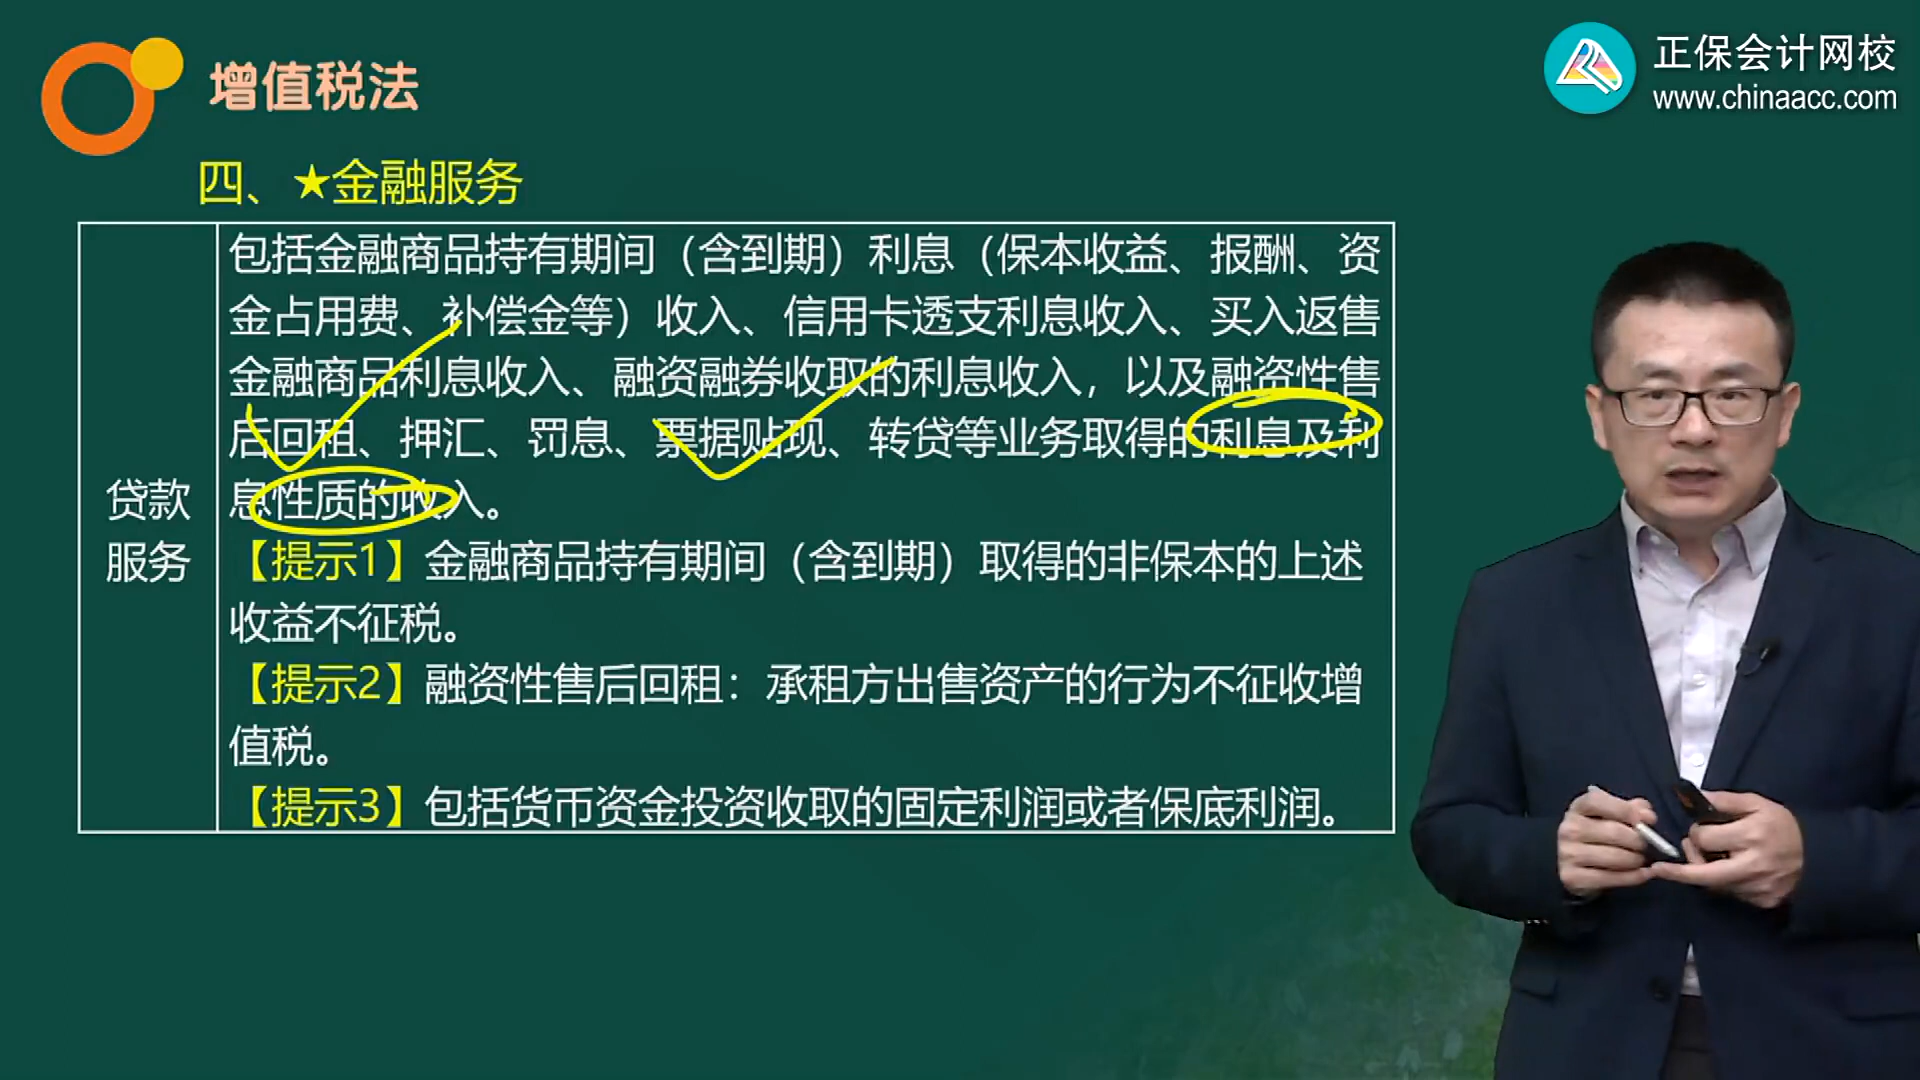 增值税法
正保会计网校
www.chinaacc.com
四、★金融服务
贷款
服务
包括金融商品持有期间（含到期）利息（保本收益、报酬、资
金占用费、补偿金等）收入、信用卡透支利息收入、买入返售
金融商品利息收入、融资融券收取的利息收入，以及融资性售
后回租、押汇、罚息、票据贴现、转贷等业务取得的利息及利
息性质的收入。
【提示1】金融商品持有期间（含到期）取得的非保本的上述
收益不征税。
【提示2】融资性售后回租：承租方出售资产的行为不征收增
值税。
【提示3】包括货币资金投资收取的固定利润或者保底利润。